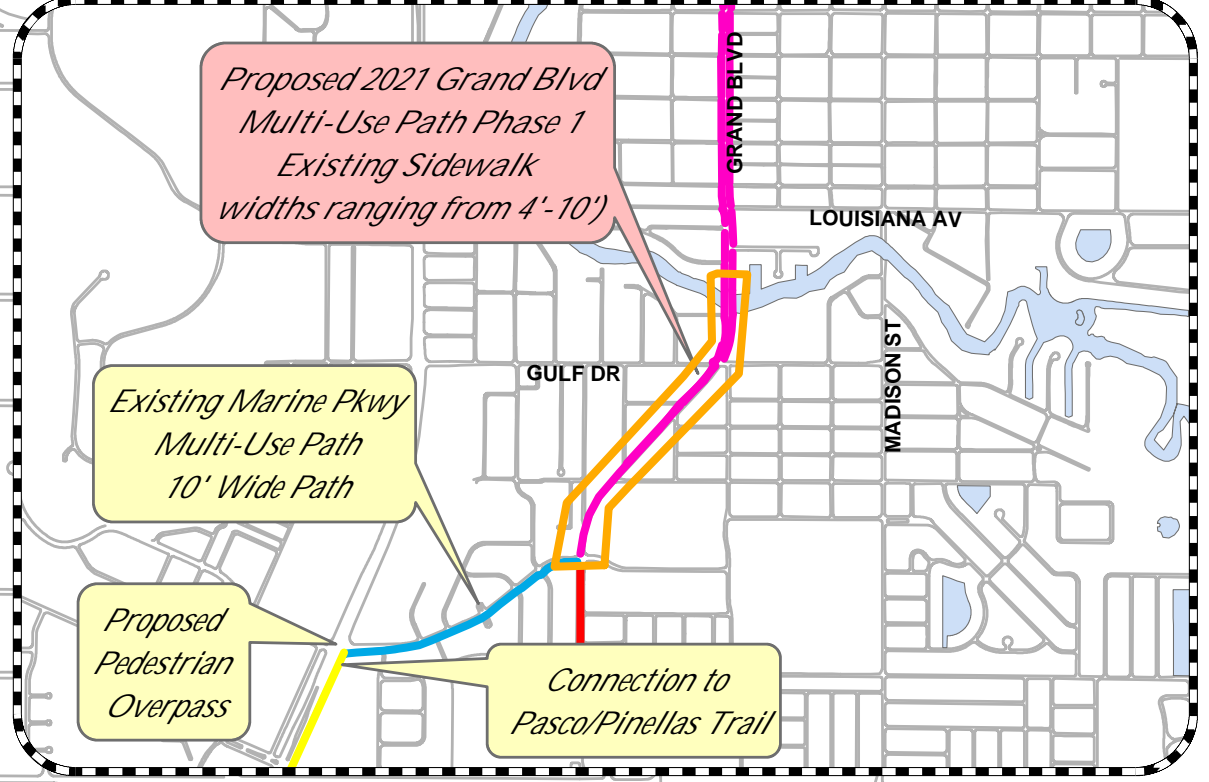 Proposed 2021 Grand Blvd
Multi-Use Path Phase 1
Existing Sidewalk
widths ranging from 4'-10')
GRAND BLVD
LOUISIANA AV
GULF DR
MADISON ST
Existing Marine Pkwy
Multi-Use Path
10' Wide Path
Proposed
Pedestrian
Overpass
Connection to
Pasco/Pinellas Trail